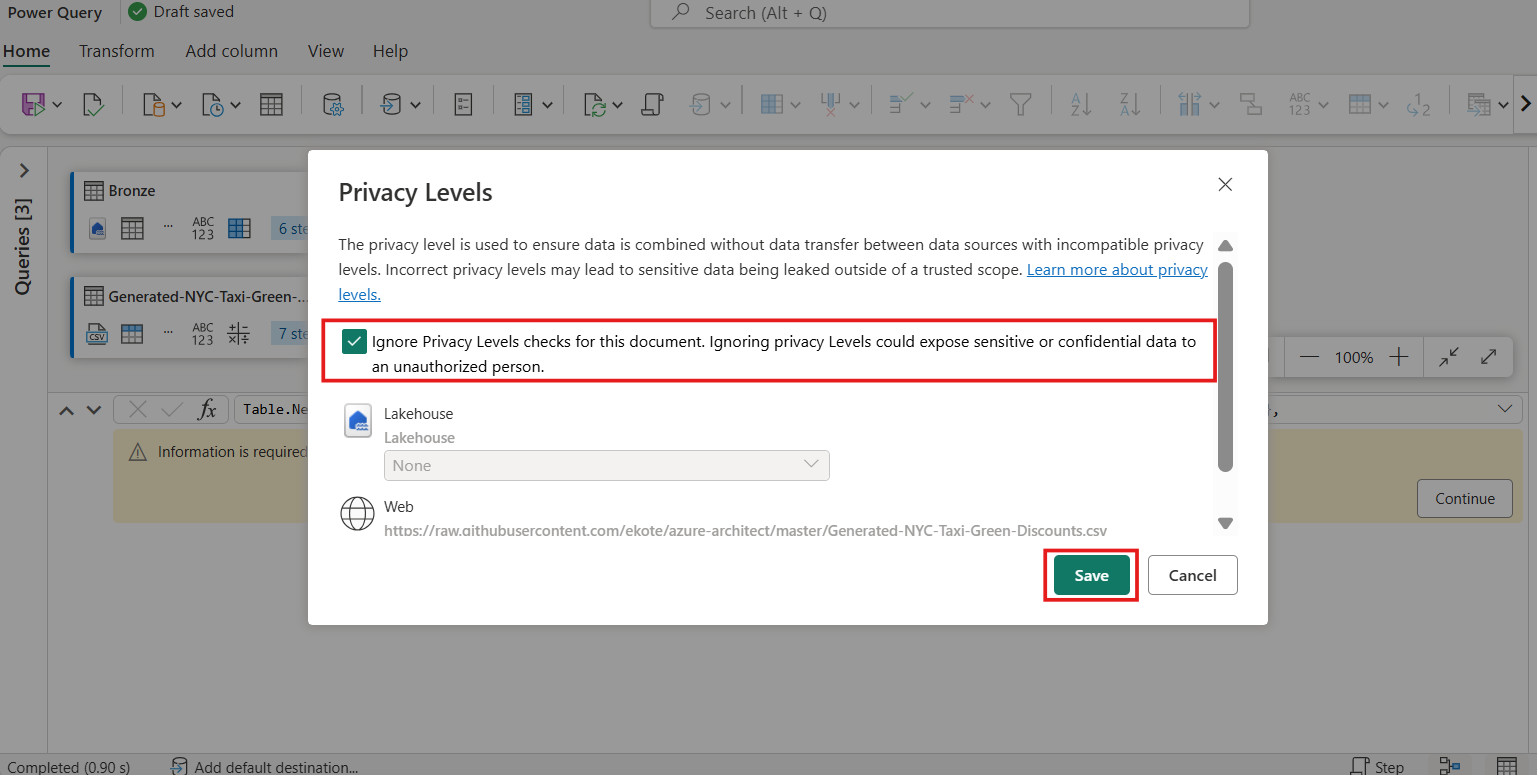 Power Query
Draft saved
Search (Alt + Q)
Home
Transform
Add column
View
Help
Queries [3]
Bronze
ABC
123
6 ste
Generated-NYC-Taxi-Green-...
CSV
ABC
123
7 ste
ABC
123
1
2
A
Z
Z
A
fx
Table.Ne
,
Information is required
Continue
100%
Privacy Levels
The privacy level is used to ensure data is combined without data transfer between data sources with incompatible privacy
levels. Incorrect privacy levels may lead to sensitive data being leaked outside of a trusted scope. Learn more about privacy
levels.
Ignore Privacy Levels checks for this document. Ignoring privacy Levels could expose sensitive or confidential data to
an unauthorized person.
Lakehouse
Lakehouse
None
Web
https://raw.githubusercontent.com/ekote/azure-architect/master/Generated-NYC-Taxi-Green-Discounts.csv
Save
Cancel
Completed (0.90 s)
Add default destination...
Step